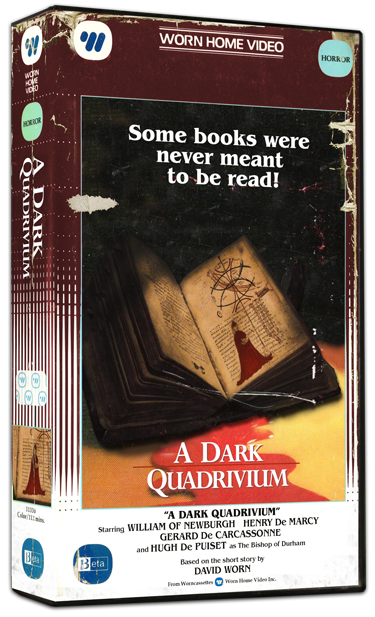 WORN HOME VIDEO
HORROR
Some books were
never meant
to be read!
A DARK
QUADRIVIUM
"A DARK QUADRIVIUM"
Starring WILLIAM OF NEWBURGH HENRY DE MARCY
GERARD DE CARCASSONNE
and HUGH DE PUISET as The Bishop of Durham
Based on the short story by
DAVID WORN
From Worncassettes Worn Home Video Inc.
WORN
HOME
VIDEO
HORROR
A DARK
QUADRIVIUM
Color/112 mins.
Beta
Beta